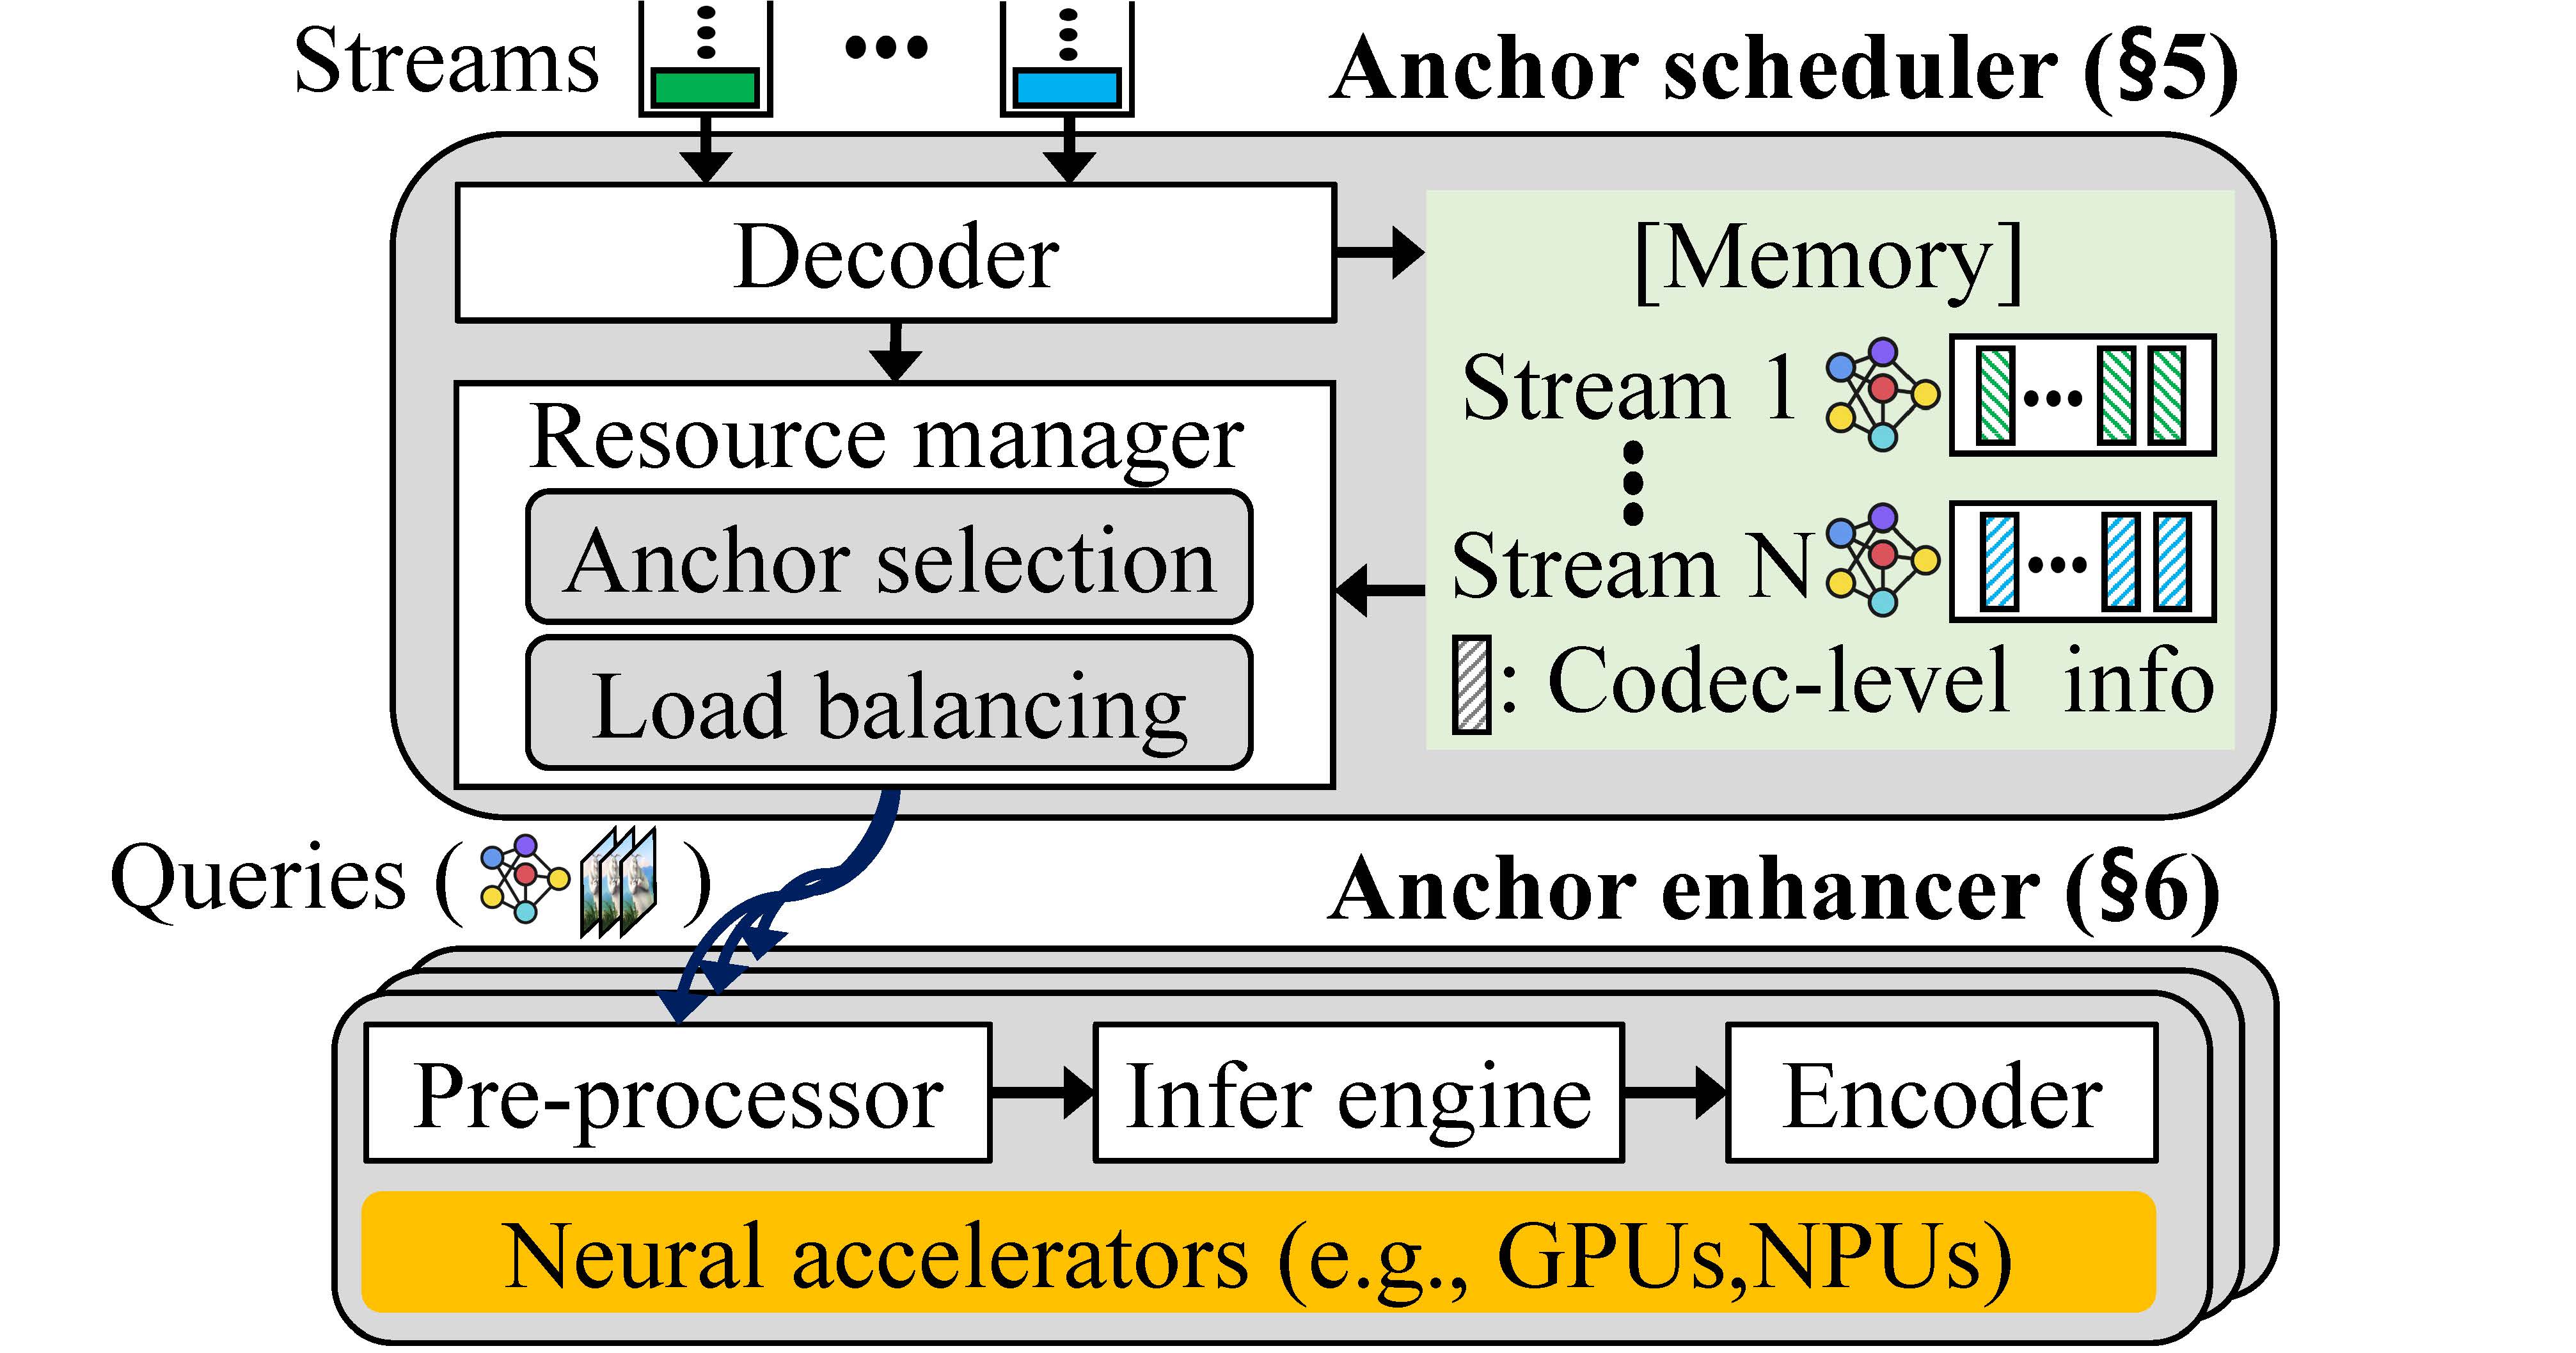 Streams
Anchor scheduler (§5)
Decoder
[Memory]
Resource manager
Stream 1
Anchor selection
Stream N
Load balancing
: Codec-level info
Queries ( )
Anchor enhancer (§6)
Pre-processor
Infer engine
Encoder
Neural accelerators (e.g., GPUs,NPUs)